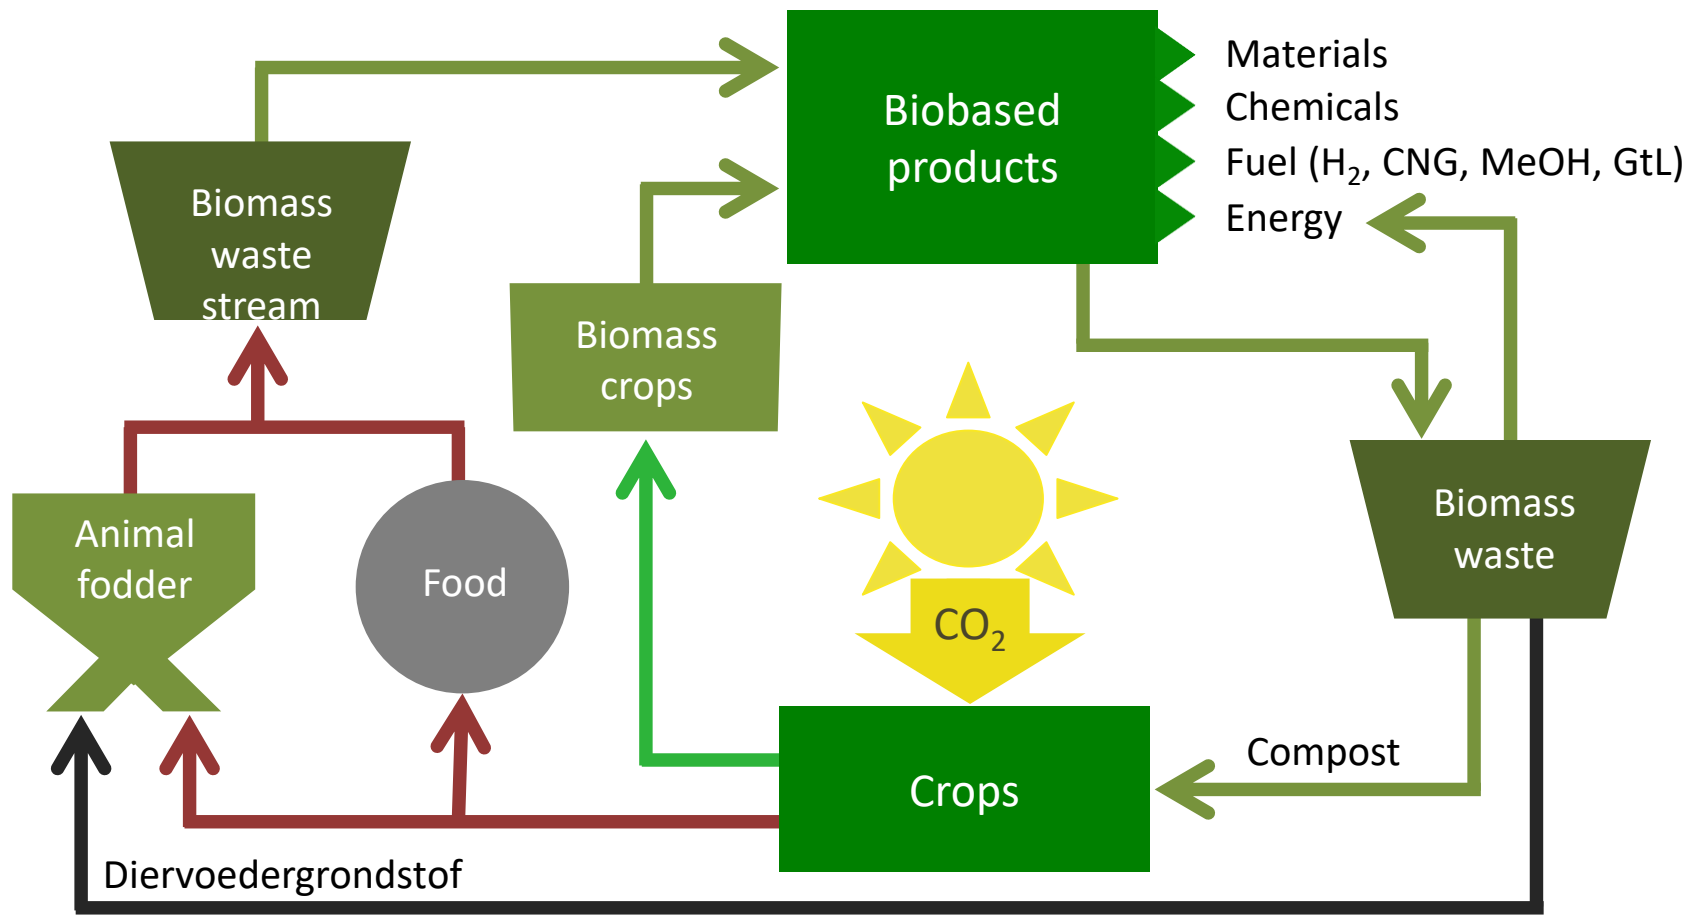 Biobased
products
Materials
Chemicals
Fuel (H₂, CNG, MeOH, GtL)
Energy
Biomass
waste
stream
Biomass
crops
Animal
fodder
Food
CO₂
Biomass
waste
Compost
Crops
Diervoedergrondstof